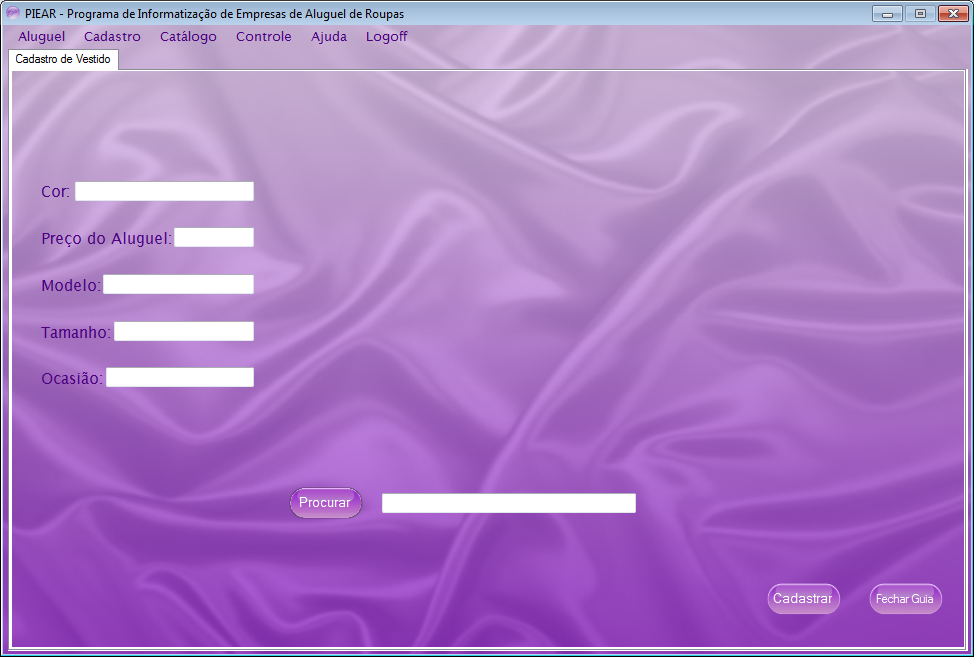 PIEAR - Programa de Informatização de Empresas de Aluguel de Roupas
Aluguel Cadastro Catálogo Controle Ajuda Logoff
Cadastro de Vestido
Cor:
Preço do Aluguel:
Modelo:
Tamanho:
Ocasião:
Procurar
Cadastrar Fechar Guia